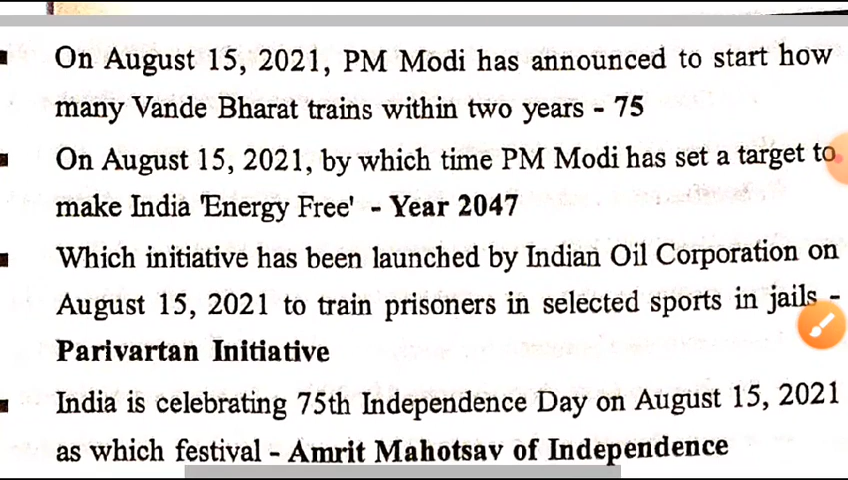 On August 15, 2021, PM Modi has announced to start how
many Vande Bharat trains within two years - 75
On August 15, 2021, by which time PM Modi has set a target to
make India 'Energy Free' - Year 2047
Which initiative has been launched by Indian Oil Corporation on
August 15, 2021 to train prisoners in selected sports in jails -
Parivartan Initiative
India is celebrating 75th Independence Day on August 15, 2021
as which festival - Amrit Mahotsav of Independence